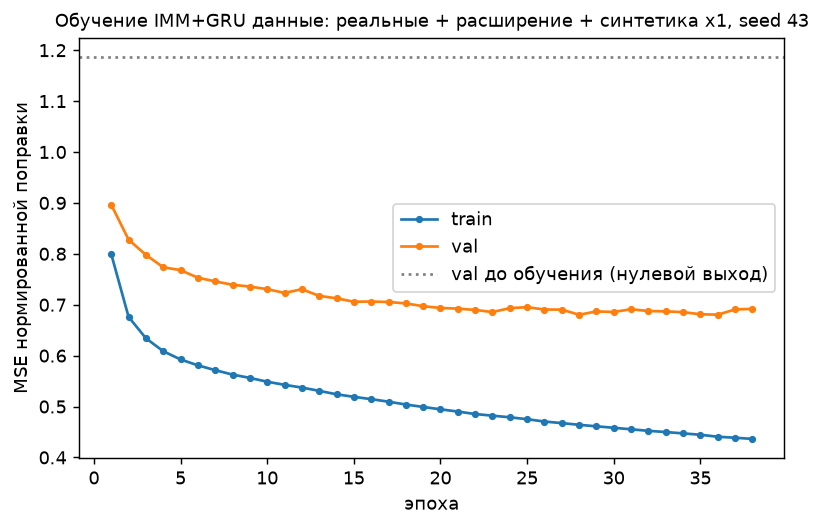 Обучение IMM+GRU данные: реальные + расширение + синтетика x1, seed 43
MSE нормированной поправки
1.2
1.1
1.0
0.9
0.8
0.7
0.6
0.5
0.4
train
val
val до обучения (нулевой выход)
0 5 10 15 20 25 30 35
эпоха